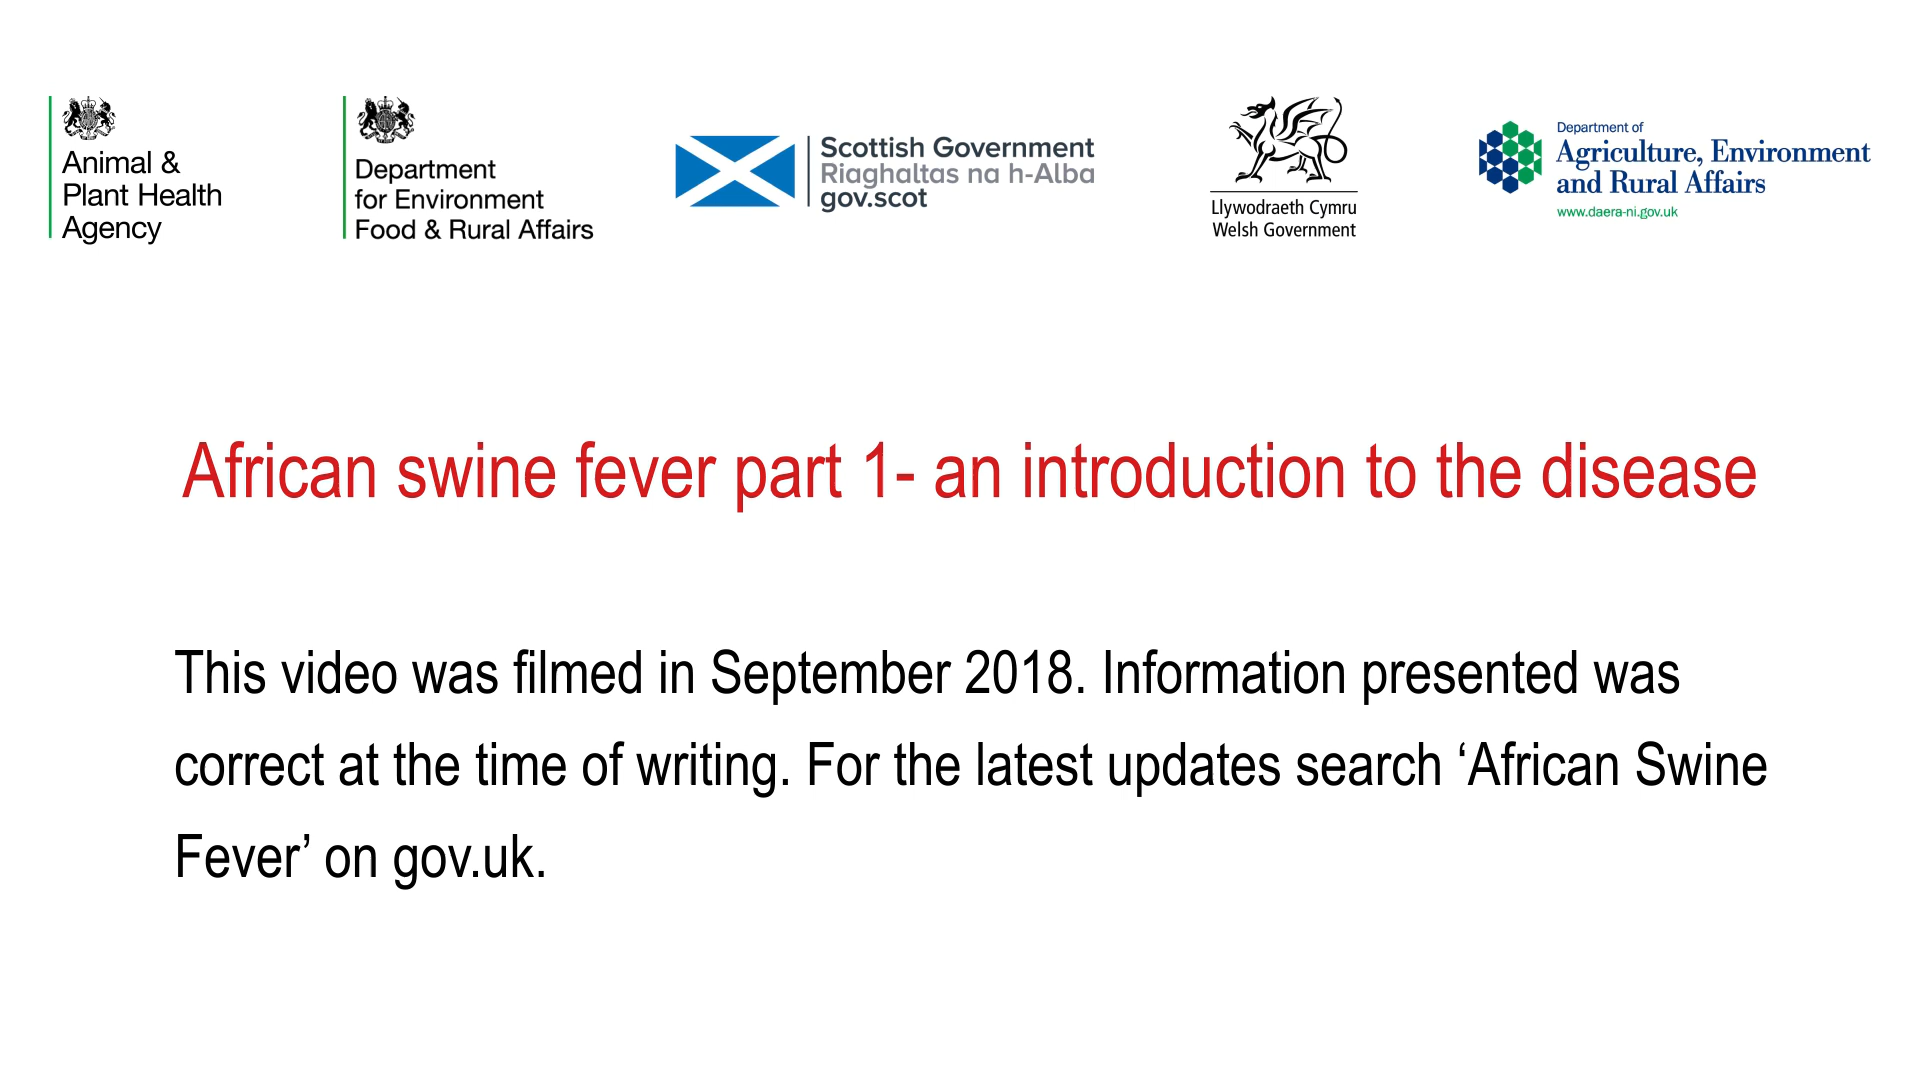 Animal &
Plant Health
Agency
Department
for Environment
Food & Rural Affairs
Scottish Government
Riaghaltas na h-Alba
gov.scot
Llywodraeth Cymru
Welsh Government
Department of
Agriculture, Environment
and Rural Affairs
www.daera-ni.gov.uk
African swine fever part 1- an introduction to the disease
This video was filmed in September 2018. Information presented was
correct at the time of writing. For the latest updates search ‘African Swine
Fever’ on gov.uk.